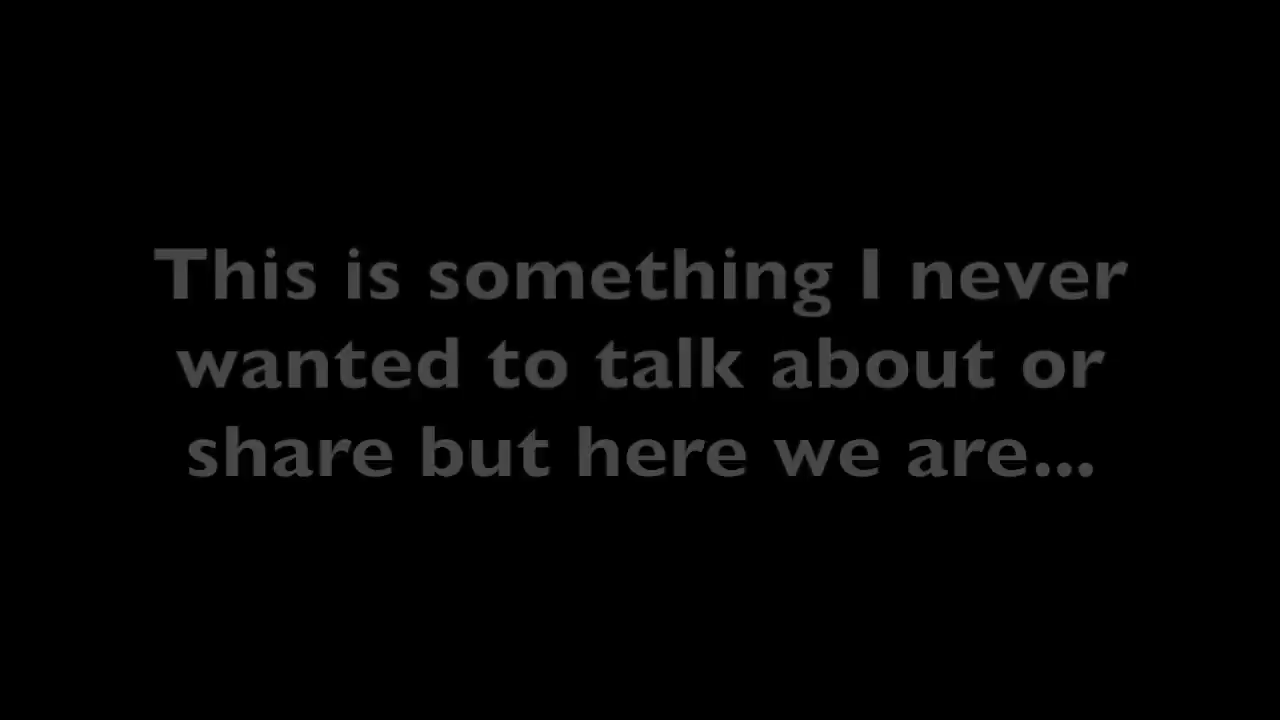 This is something I never
wanted to talk about or
share but here we are...